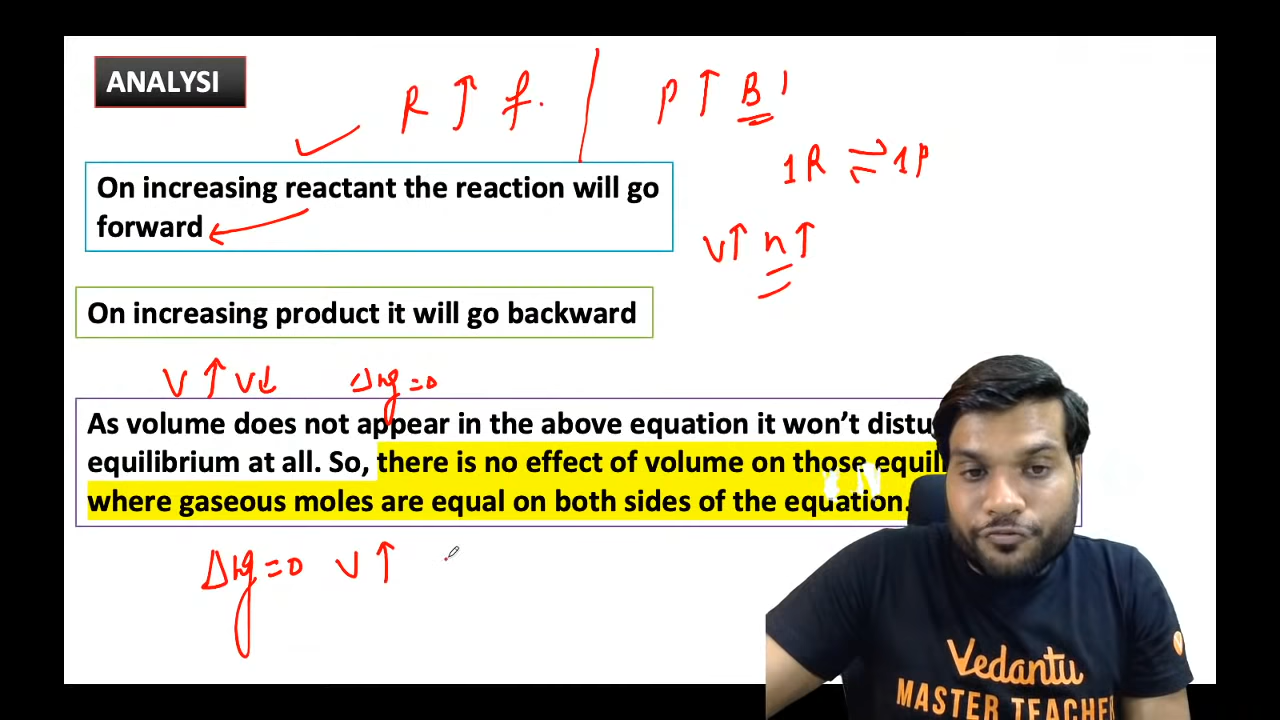 ANALYSI
R ↑ f.
P ↑ B
1R ⇌ 1P
On increasing reactant the reaction will go
forward
V↑ n↑
On increasing product it will go backward
V ↑ V↓ Δng=0
As volume does not appear in the above equation it won't distu
equilibrium at all. So, there is no effect of volume on those equili
where gaseous moles are equal on both sides of the equation.
Δng=0 V ↑
Vedantu
MASTER TEACHER